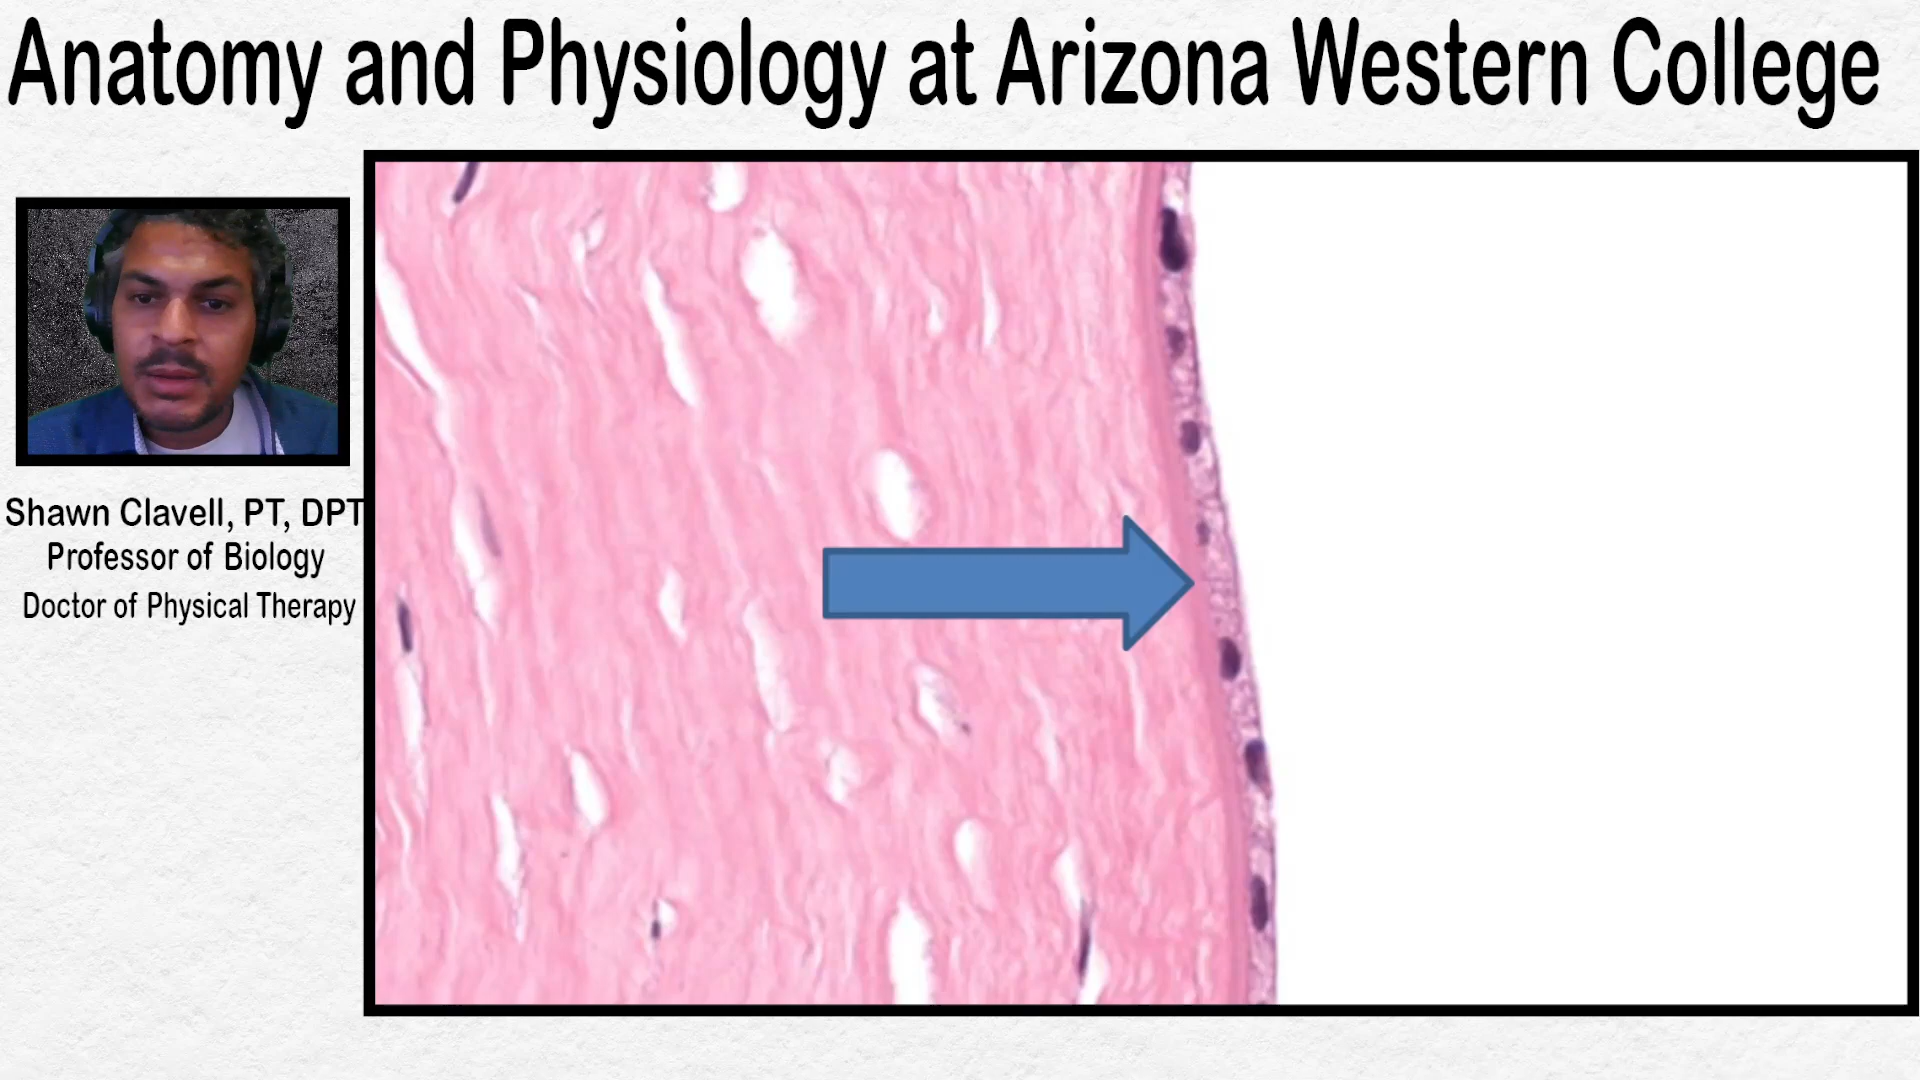 Anatomy and Physiology at Arizona Western College
Shawn Clavell, PT, DPT
Professor of Biology
Doctor of Physical Therapy